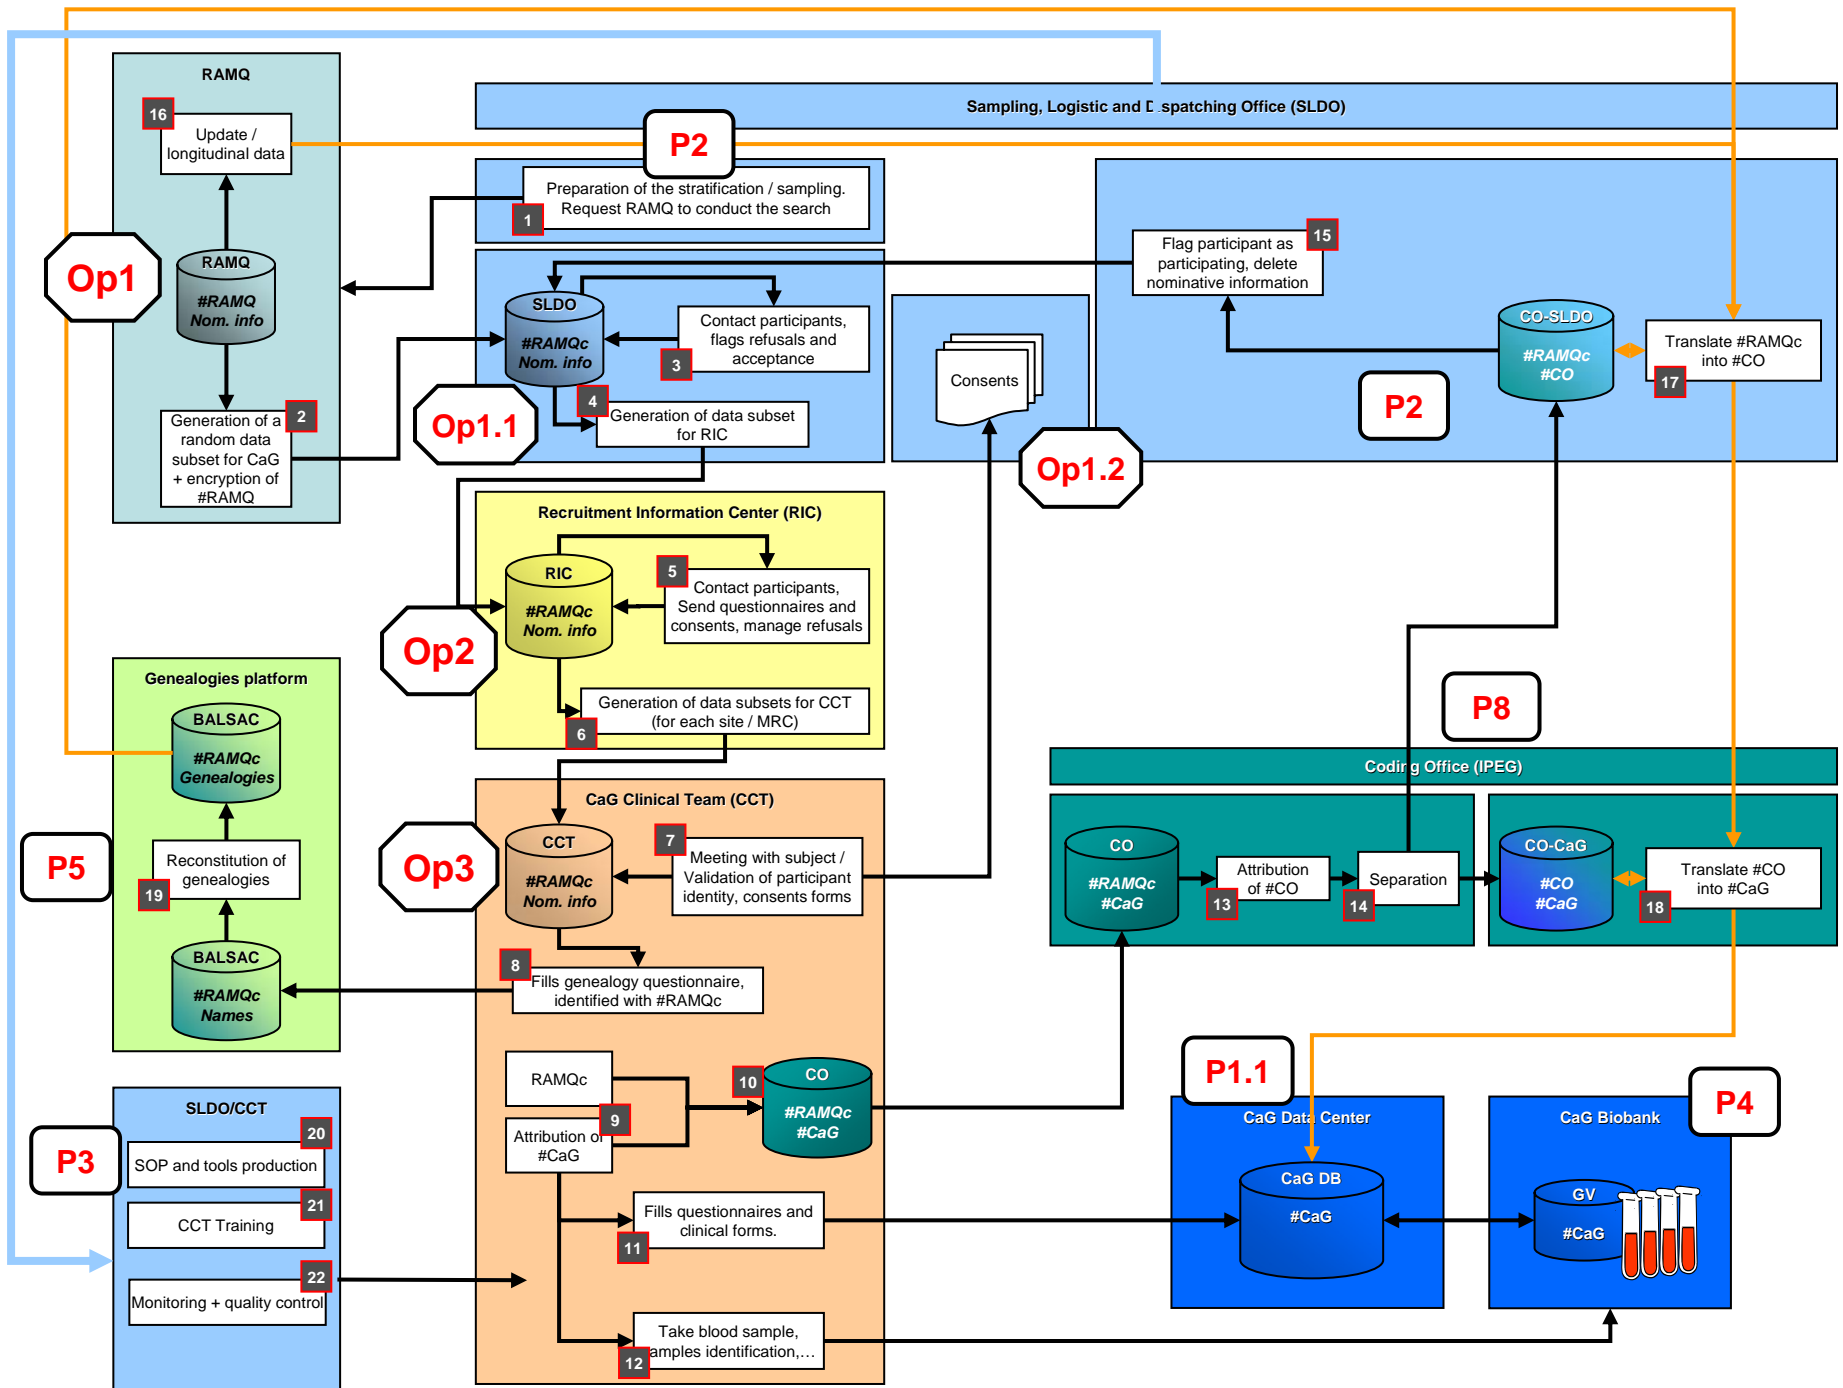 RAMQ
16
Update /
longitudinal data
RAMQ
#RAMQ
Nom. info
Op1
2
Generation of a
random data
subset for CaG
+ encryption of
#RAMQ
Sampling, Logistic and D spatching Office (SLDO)
P2
Preparation of the stratification / sampling.
Request RAMQ to conduct the search
1
SLDO
#RAMQc
Nom. info
Contact participants,
flags refusals and
acceptance
3
4
Generation of data subset
for RIC
Op1.1
Consents
Op1.2
15
Flag participant as
participating, delete
nominative information
CO-SLDO
#RAMQc
#CO
Translate #RAMQc
into #CO
17
P2
Recruitment Information Center (RIC)
RIC
#RAMQc
Nom. info
5
Contact participants,
Send questionnaires and
consents, manage refusals
Op2
Generation of data subsets for CCT
(for each site / MRC)
6
Genealogies platform
BALSAC
#RAMQc
Genealogies
P5
Reconstitution of
genealogies
19
BALSAC
#RAMQc
Names
CaG Clinical Team (CCT)
Op3
CCT
#RAMQc
Nom. info
7
Meeting with subject /
Validation of participant
identity, consents forms
8
Fills genealogy questionnaire,
identified with #RAMQc
RAMQc
9
Attribution of
#CaG
10
CO
#RAMQc
#CaG
Fills questionnaires and
clinical forms.
11
Take blood sample,
amples identification,…
12
P8
Coding Office (IPEG)
CO
#RAMQc
#CaG
Attribution
of #CO
13
Separation
14
CO-CaG
#CO
#CaG
Translate #CO
into #CaG
18
P1.1
CaG Data Center
CaG DB
#CaG
P4
CaG Biobank
GV
#CaG
SLDO/CCT
P3
20
SOP and tools production
21
CCT Training
22
Monitoring + quality control